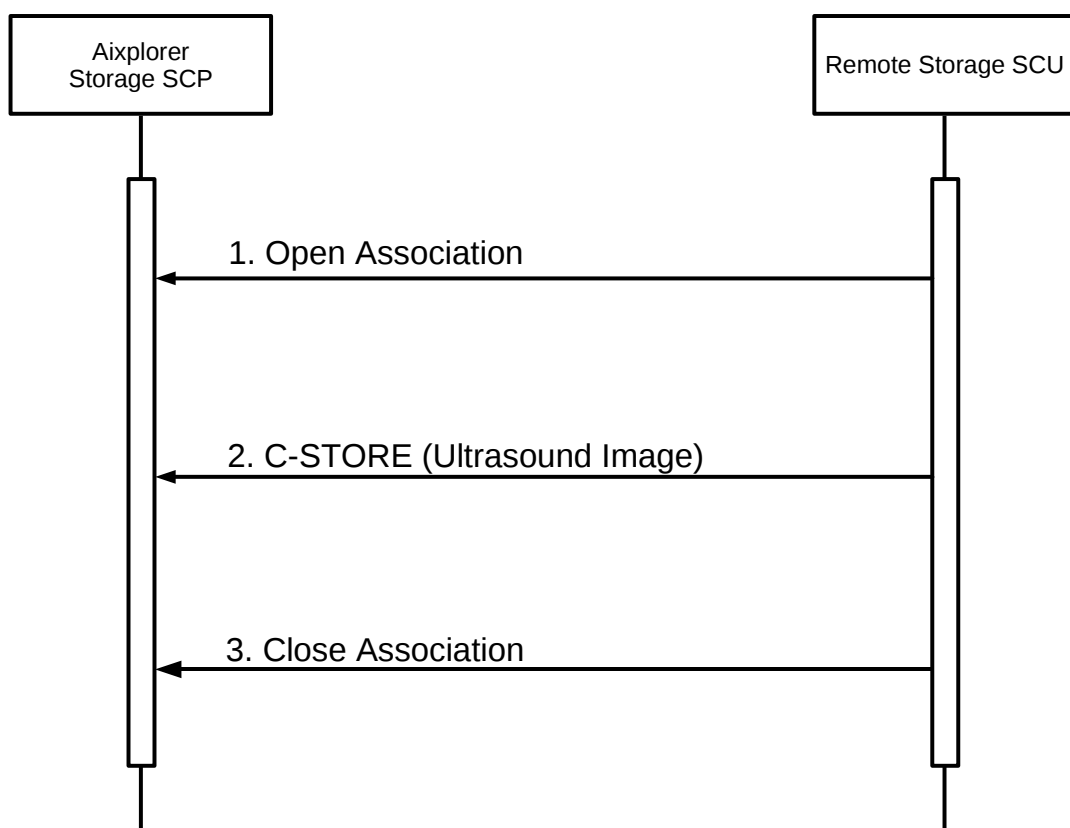 Aixplorer
Storage SCP
Remote Storage SCU
1. Open Association
2. C-STORE (Ultrasound Image)
3. Close Association